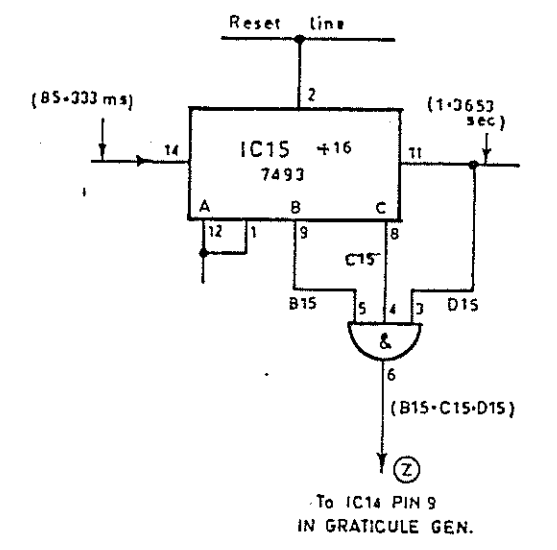 Reset line
2
(85·333 ms)
(1·3653
sec)
14
IC15 ÷16
7493
11
A
B
C
12
1
9
8
C15
B15
D15
5
4
3
&
6
(B15·C15·D15)
Z
To IC14 PIN 9
IN GRATICULE GEN.